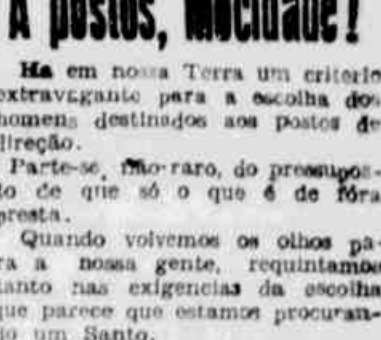 A postos, Mocidade!
Ha em nossa Terra um criterio
extravagante para a escolha dos
homens destinados aos postos de
direção.
Parte-se, não-raro, do pressupos-
to de que só o que é de fóra
presta.
Quando volvemos os olhos pa-
ra a nossa gente, requintamos
tanto nas exigencias da escolha
que parece que estamos procuran-
do um Santo.